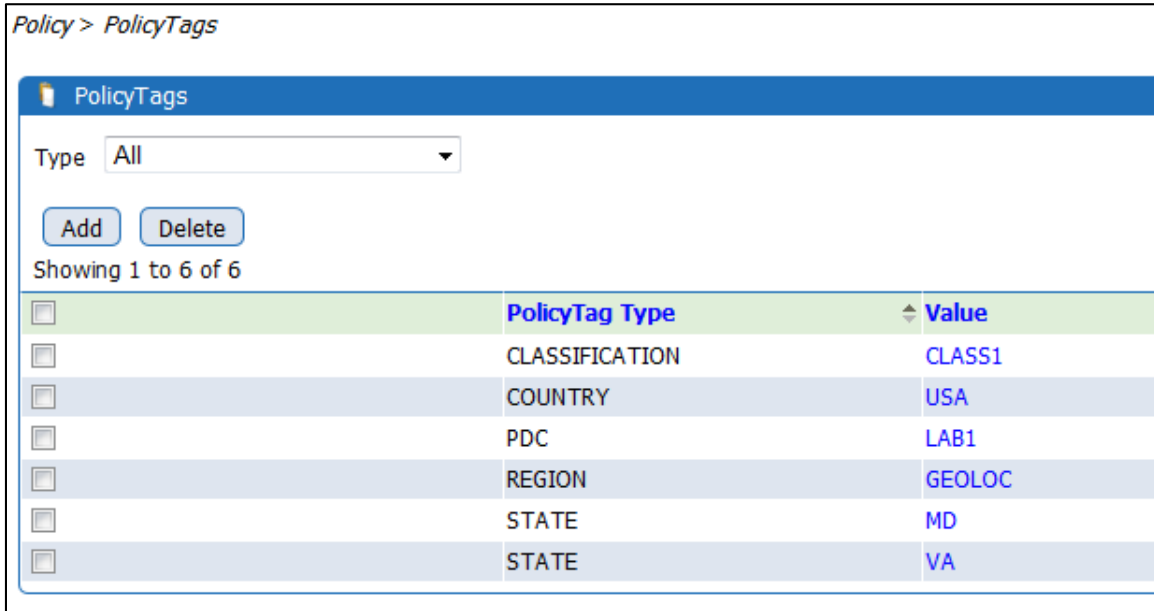 Policy > PolicyTags
PolicyTags
Type All
Add Delete
Showing 1 to 6 of 6
PolicyTag Type Value
CLASSIFICATION CLASS1
COUNTRY USA
PDC LAB1
REGION GEOLOC
STATE MD
STATE VA